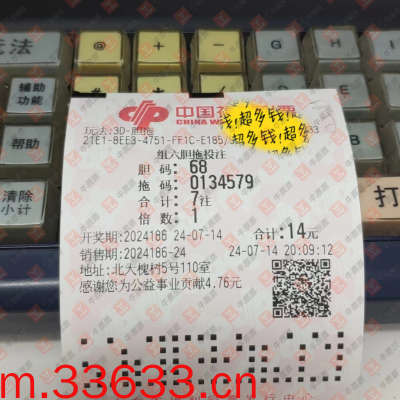 玩法
@
+
-
G
H
I
辅助
功能
帮助
清除
小计
打
中国福
票
CHINA W
钱!超多钱!
超多钱!超
玩法:3D-胆拖
21E1-8EE3-4751-FF1C-E185/
33
组六胆拖投注
胆 码: 68
拖 码: 0134579
合 计: 7注
倍 数: 1
开奖期:2024186 24-07-14 合计:14元
销售期:2024186-24 24-07-14 20:09:12
地址:北大槐树5号110室
感谢您为公益事业贡献4.76元
m.33633.cn